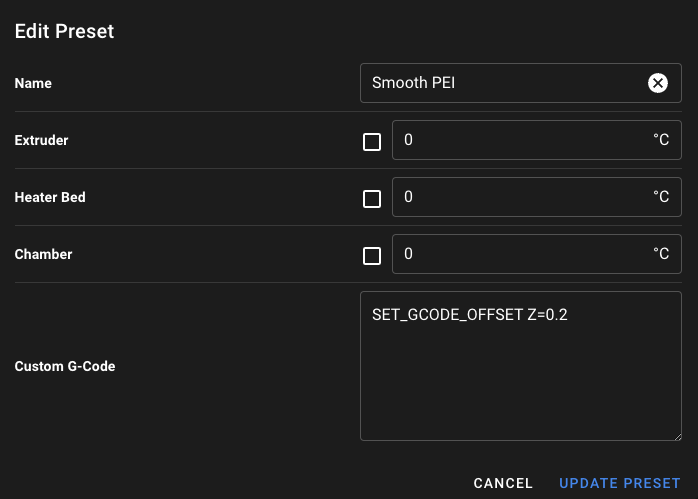 Edit Preset
Name
Smooth PEI
Extruder
0
°C
Heater Bed
0
°C
Chamber
0
°C
SET_GCODE_OFFSET Z=0.2
Custom G-Code
CANCEL
UPDATE PRESET